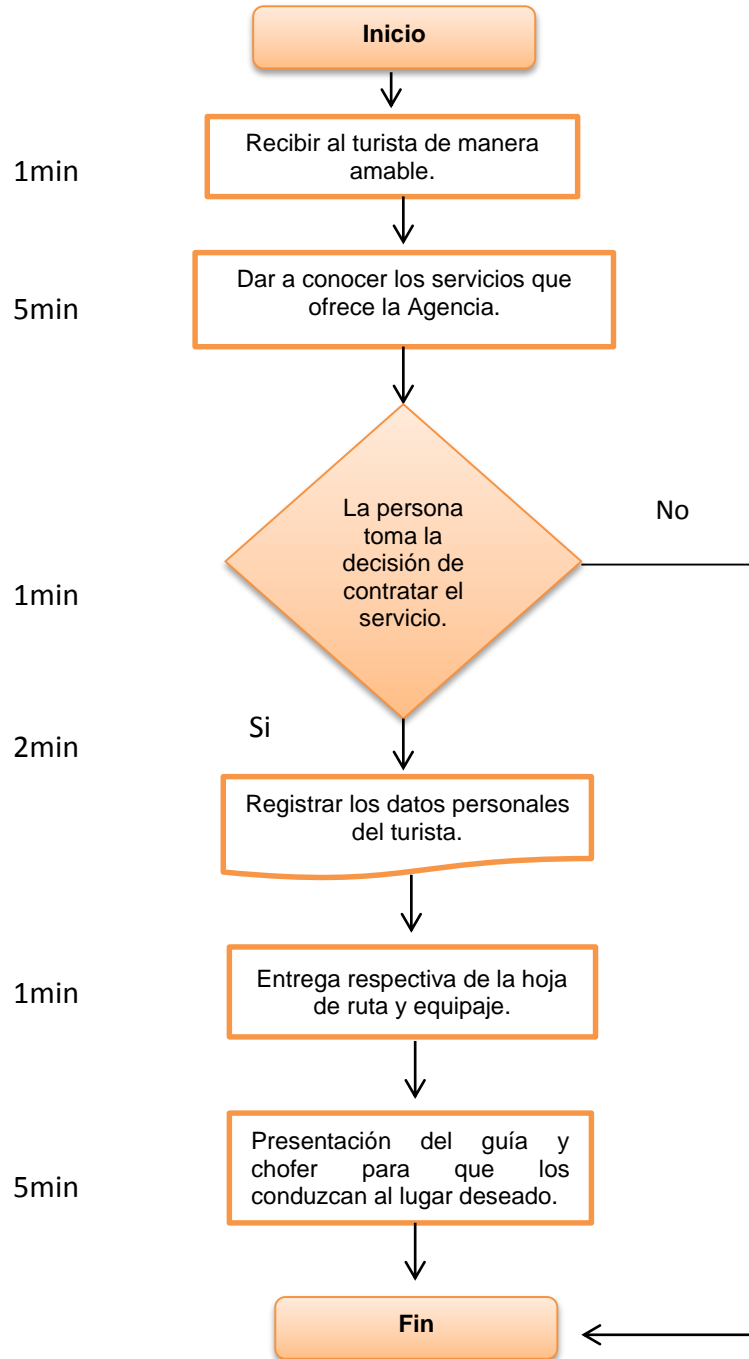 Inicio
Recibir al turista de manera
amable.
1min
Dar a conocer los servicios que
ofrece la Agencia.
5min
La persona
toma la
decisión de
contratar el
servicio.
No
1min
Si
2min
Registrar los datos personales
del turista.
Entrega respectiva de la hoja
de ruta y equipaje.
1min
Presentación del guía y
chofer para que los
conduzcan al lugar deseado.
5min
Fin